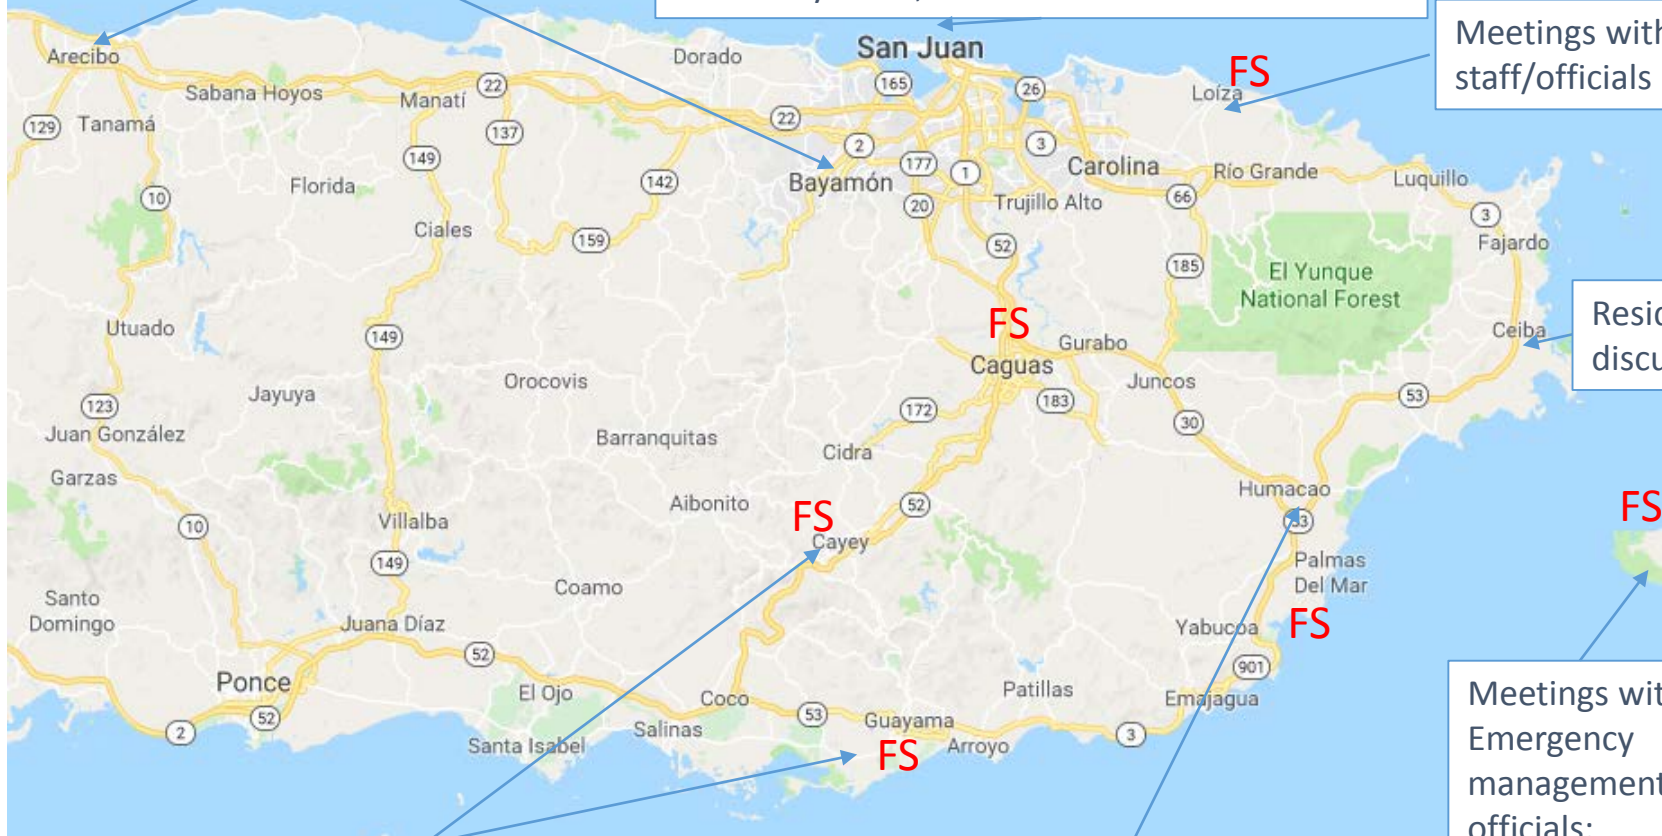 Meetings with
staff/officials
San Juan
Arecibo
Dorado
FS
165
22
26
Loíza
Sabana Hoyos
Manatí
129
Tanamá
22
137
2
3
149
177
1
Carolina
Río Grande
Luquillo
Florida
142
Bayamón
10
20
Trujillo Alto
66
3
Ciales
159
52
Fajardo
185
El Yunque
National Forest
Utuado
149
FS
Gurabo
Ceiba
Caguas
Juncos
Orocovis
Jayuya
53
123
172
183
Juan González
Barranquitas
30
Cidra
Garzas
Humacao
Aibonito
52
FS
FS
10
Villalba
Cayey
53
149
Palmas
Del Mar
Coamo
Santo
Domingo
Juana Díaz
Yabucoa
FS
52
901
Ponce
El Ojo
Coco
Patillas
Emajagua
52
53
Guayama
2
Salinas
3
Santa Isabel
FS
Arroyo
Meetings wit
Emergency
management
officials: